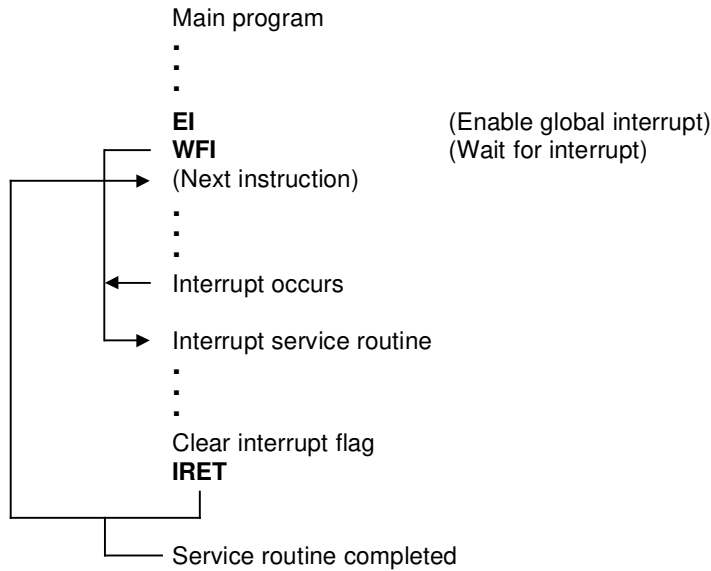 Main program
▪
▪
▪
EI (Enable global interrupt)
WFI (Wait for interrupt)
(Next instruction)
▪
▪
▪
Interrupt occurs
Interrupt service routine
▪
▪
▪
Clear interrupt flag
IRET
Service routine completed